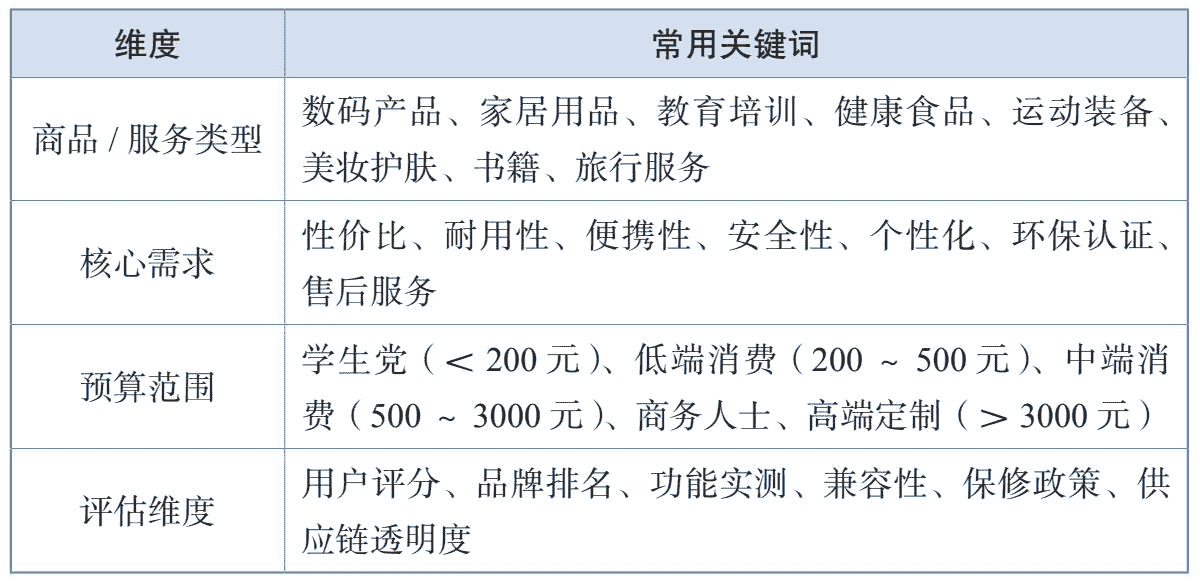 维度
常用关键词
商品 / 服务类型
数码产品、家居用品、教育培训、健康食品、运动装备、
美妆护肤、书籍、旅行服务
核心需求
性价比、耐用性、便携性、安全性、个性化、环保认证、
售后服务
预算范围
学生党（< 200 元）、低端消费（200 ~ 500 元）、中端消
费（500 ~ 3000 元）、商务人士、高端定制（> 3000 元）
评估维度
用户评分、品牌排名、功能实测、兼容性、保修政策、供
应链透明度